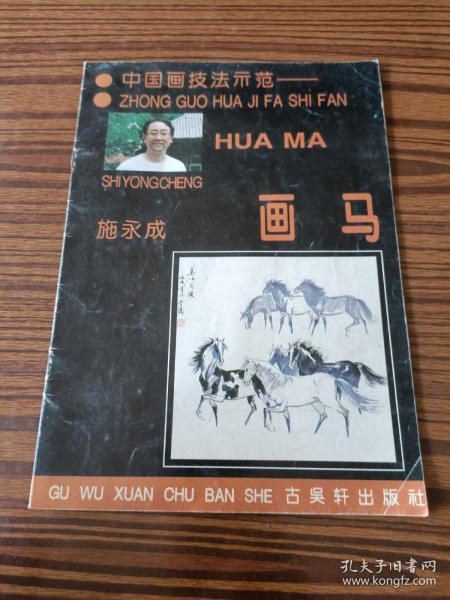 中国画技法示范——
ZHONG GUO HUA JI FA SHi FAN
HUA MA
SHIYONGCHENG
施永成
画马
GU WU XUAN CHU BAN SHE 古吴轩出版社
孔夫子旧书网
www.kongfz.com